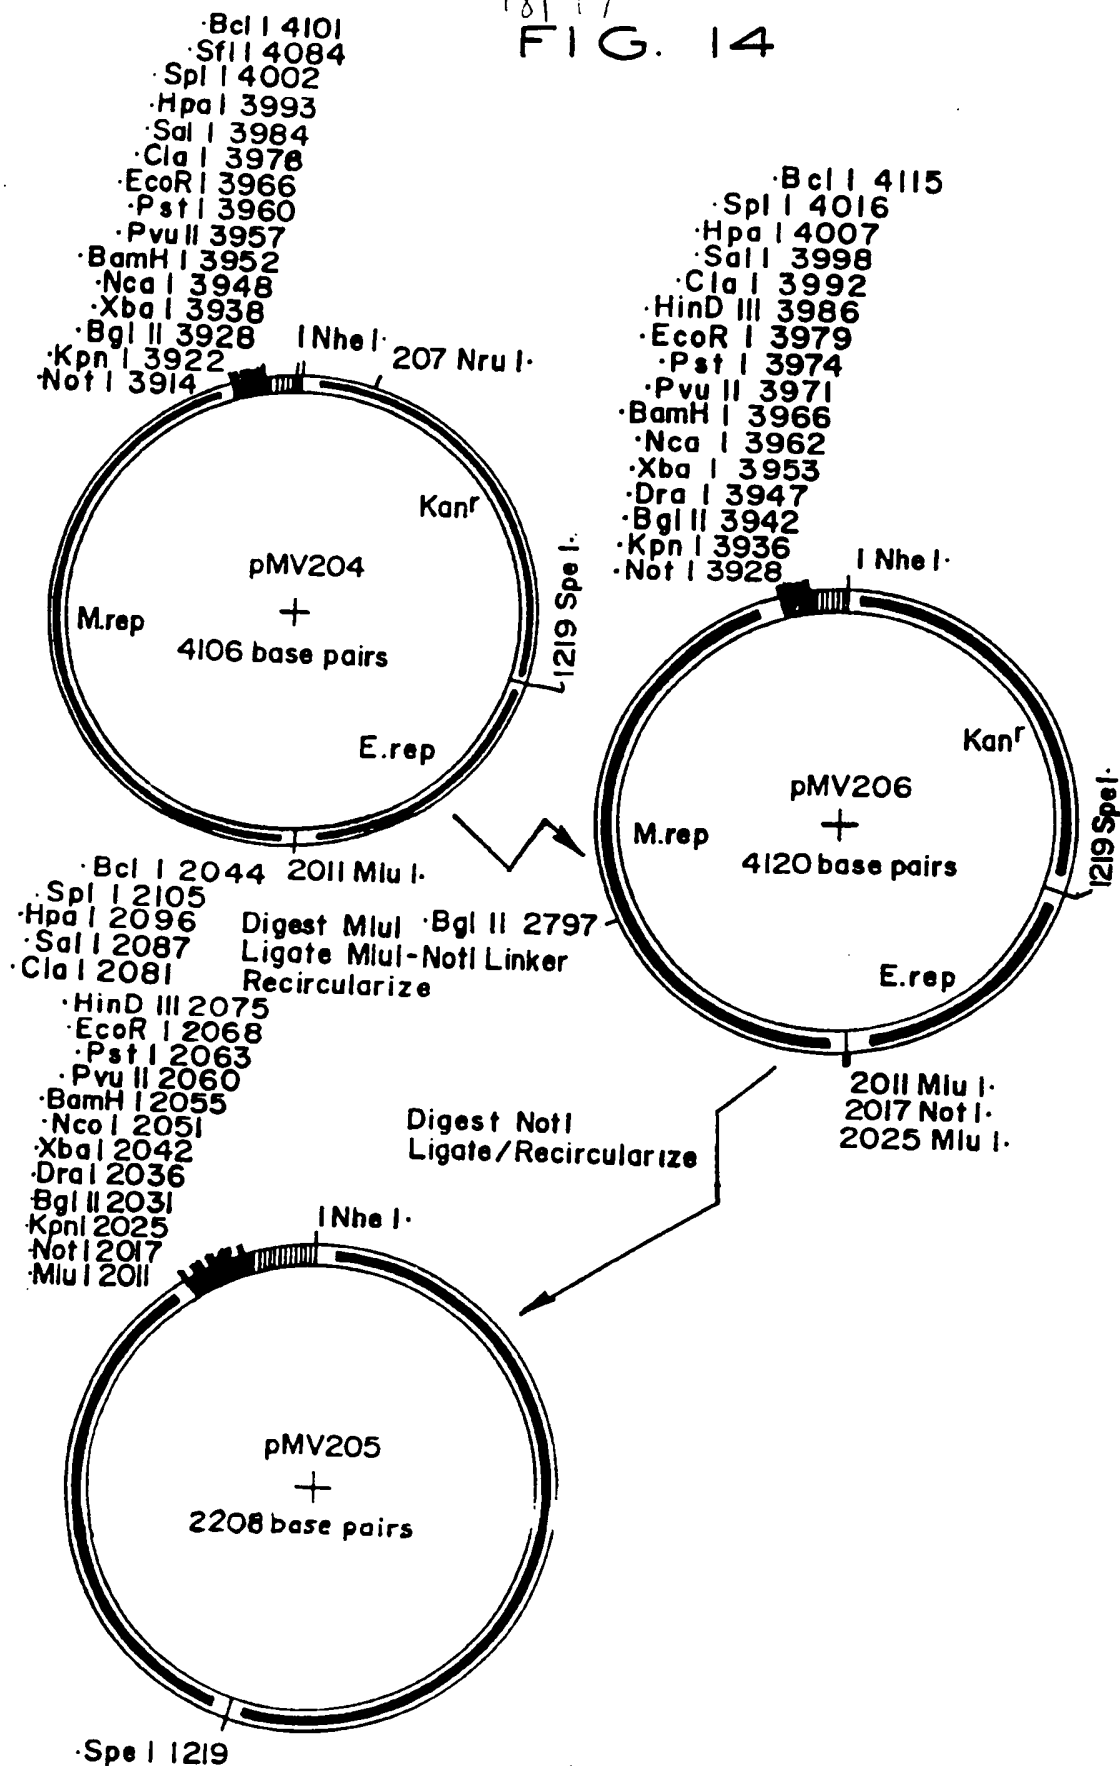 FIG. 14
·Bcl I 4101
·Sfi I 4084
·Spl I 4002
·Hpa I 3993
·Sal I 3984
·Cla I 3978
·EcoR I 3966
·Pst I 3960
·Pvu II 3957
·BamH I 3952
·Nca I 3948
·Xba I 3938
·Bgl II 3928
·Kpn I 3922
·Not I 3914
I Nhe I·
207 Nru I·
Kanr
1219 Spe I·
pMV204
4106 base pairs
M.rep
E.rep
2011 Mlu I·
·Bcl I 4115
·Spl I 4016
·Hpa I 4007
·Sal I 3998
·Cla I 3992
·HinD III 3986
·EcoR I 3979
·Pst I 3974
·Pvu II 3971
·BamH I 3966
·Nca I 3962
·Xba I 3953
·Dra I 3947
·Bgl II 3942
·Kpn I 3936
·Not I 3928
I Nhe I·
Kanr
1219 Spe I·
pMV206
4120 base pairs
M.rep
E.rep
·Bgl II 2797
2011 Mlu I·
2017 Not I·
2025 Mlu I·
Digest MluI
Ligate MluI-NotI Linker
Recircularize
Digest NotI
Ligate/Recircularize
·Bcl I 2044
·Spl I 2105
·Hpa I 2096
·Sal I 2087
·Cla I 2081
·HinD III 2075
·EcoR I 2068
·Pst I 2063
·Pvu II 2060
·BamH I 2055
·Nco I 2051
·Xba I 2042
·Dra I 2036
·Bgl II 2031
·Kpn I 2025
·Not I 2017
·Mlu I 2011
I Nhe I·
pMV205
2208 base pairs
·Spe I 1219